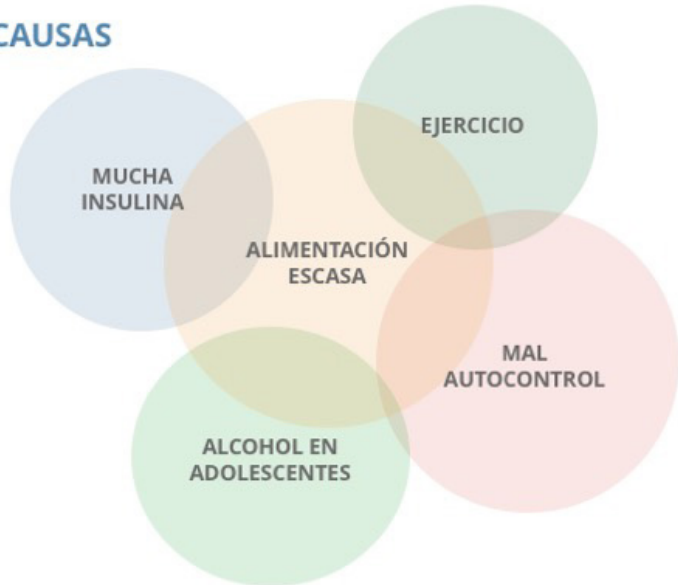 CAUSAS
EJERCICIO
MUCHA
INSULINA
ALIMENTACIÓN
ESCASA
MAL
AUTOCONTROL
ALCOHOL EN
ADOLESCENTES